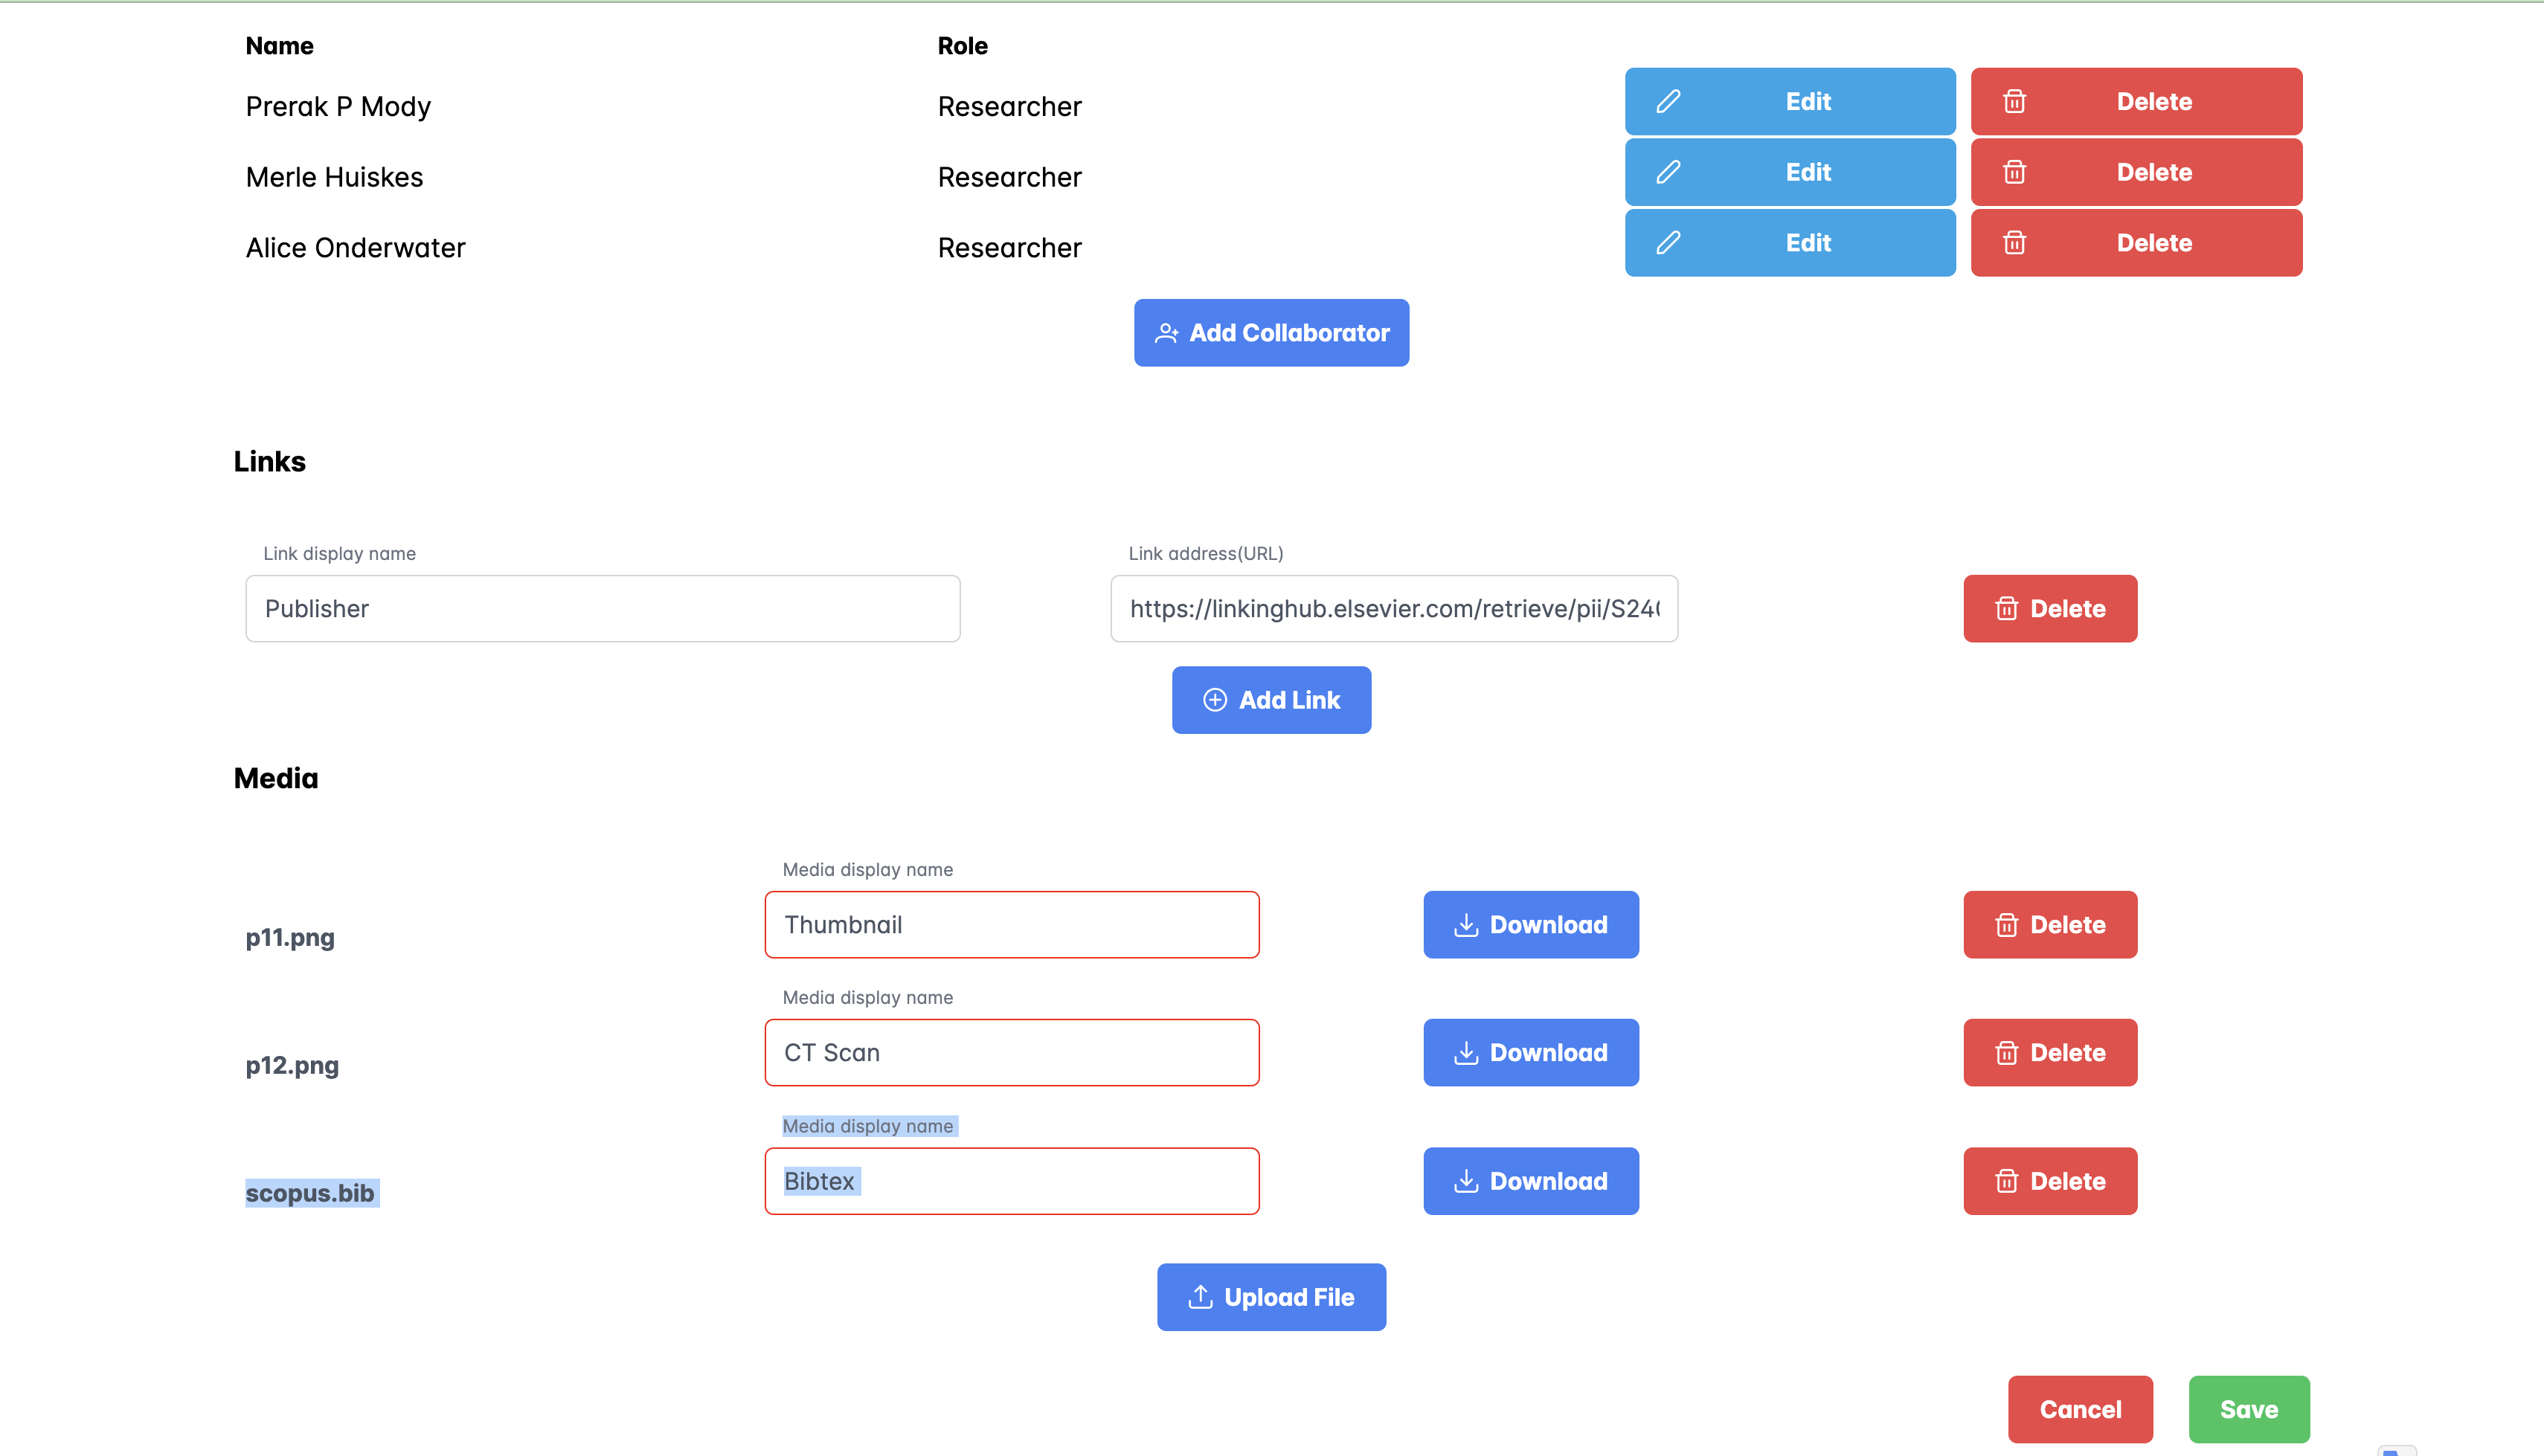 Name Role
Prerak P Mody Researcher Edit Delete
Merle Huiskes Researcher Edit Delete
Alice Onderwater Researcher Edit Delete
Add Collaborator
Links
Link display name Link address(URL)
Publisher https://linkinghub.elsevier.com/retrieve/pii/S24 Delete
Add Link
Media
Media display name
p11.png Thumbnail Download Delete
Media display name
p12.png CT Scan Download Delete
Media display name
scopus.bib Bibtex Download Delete
Upload File
Cancel Save